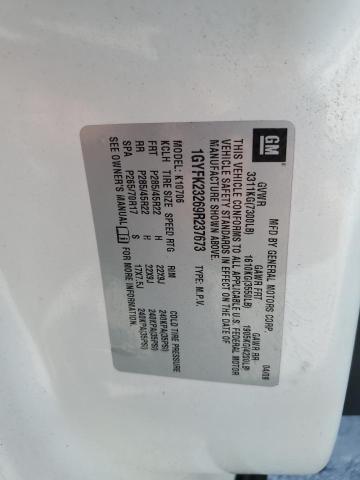 GM
MFD BY GENERAL MOTORS CORP 04/09
GVWR GAWR FRT GAWR RR
3311KG(7300LB) 1610KG(3550LB) 1905KG(4200LB)
THIS VEHICLE CONFORMS TO ALL APPLICABLE U.S. FEDERAL MOTOR
VEHICLE SAFETY STANDARDS IN EFFECT ON THE DATE OF
MANUFACTURE SHOWN ABOVE.
1GYFK23269R237673 TYPE: M.P.V.
MODEL: K10706
KCLH TIRE SIZE SPEED RTG RIM COLD TIRE PRESSURE
FRT P285/45R22 H 22X9J 240KPA(35PSI)
RR P285/45R22 H 22X9J 240KPA(35PSI)
SPA P265/70R17 17X7.5J 240KPA(35PSI)
SEE OWNER'S MANUAL FOR MORE INFORMATION.